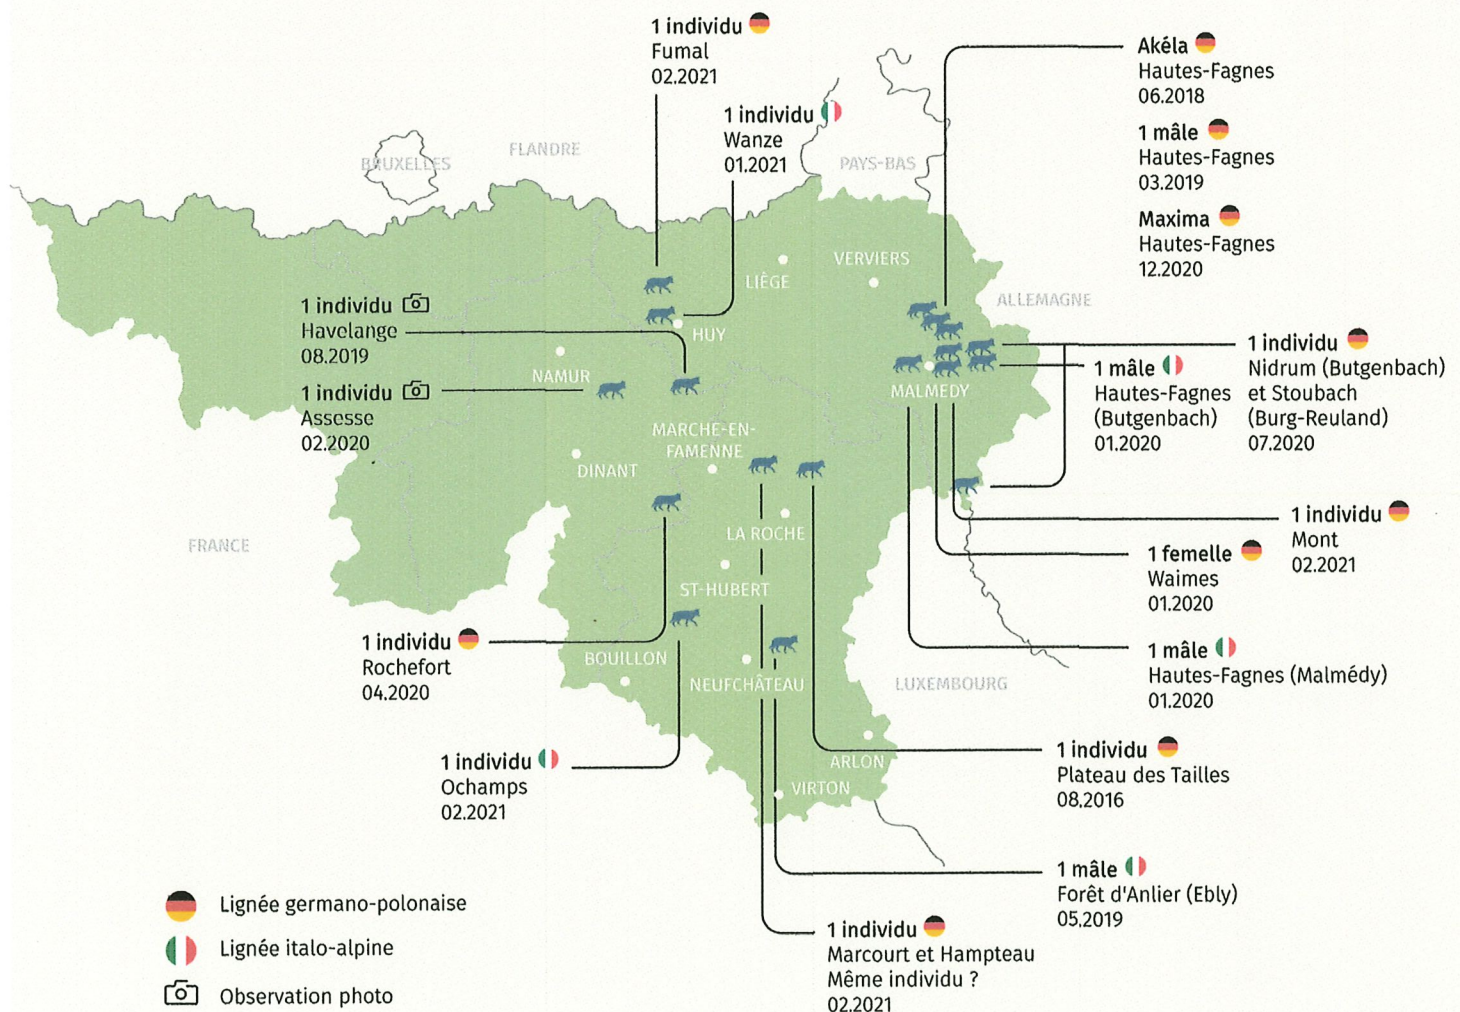 1 individu
Fumal
02.2021
1 individu
Wanze
01.2021
Akéla
Hautes-Fagnes
06.2018
1 mâle
Hautes-Fagnes
03.2019
Maxima
Hautes-Fagnes
12.2020
BRUXELLES
FLANDRE
PAYS-BAS
ALLEMAGNE
LIÈGE
VERVIERS
1 individu
Havelange
08.2019
HUY
NAMUR
1 individu
Assesse
02.2020
MALMEDY
1 mâle
Hautes-Fagnes
(Butgenbach)
01.2020
1 individu
Nidrum (Butgenbach)
et Stoubach
(Burg-Reuland)
07.2020
MARCHE-EN-
FAMENNE
DINANT
FRANCE
LA ROCHE
1 individu
Mont
02.2021
1 femelle
Waimes
01.2020
ST-HUBERT
1 individu
Rochefort
04.2020
BOUILLON
NEUFCHÂTEAU
LUXEMBOURG
1 mâle
Hautes-Fagnes (Malmédy)
01.2020
1 individu
Ochamps
02.2021
ARLON
VIRTON
1 individu
Plateau des Tailles
08.2016
1 mâle
Forêt d'Anlier (Ebly)
05.2019
1 individu
Marcourt et Hampteau
Même individu ?
02.2021
Lignée germano-polonaise
Lignée italo-alpine
Observation photo